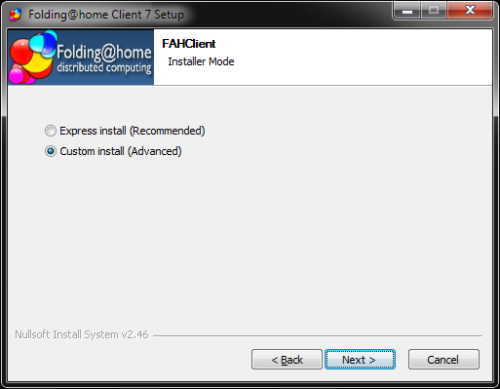 Folding@home Client 7 Setup
Folding@home
distributed computing
FAHClient
Installer Mode
Express install (Recommended)
Custom install (Advanced)
Nullsoft Install System v2.46
< Back
Next >
Cancel